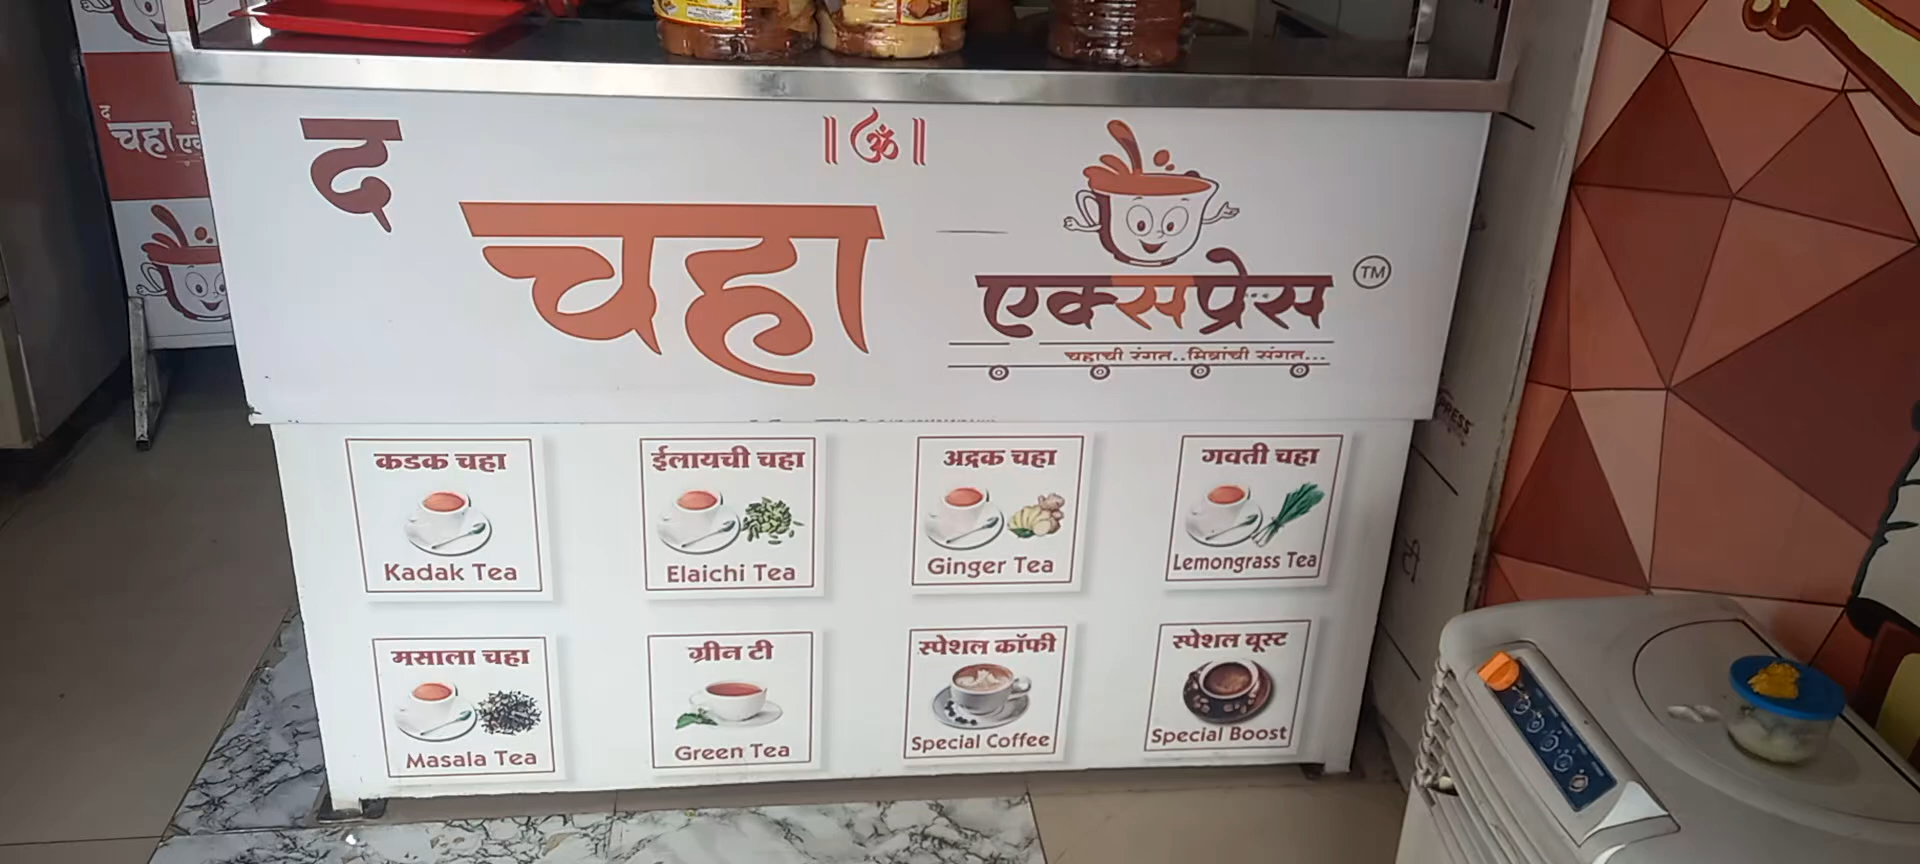 ॥ ॐ ॥
द
चहा
एक्सप्रेस
TM
चहाची रंगत..मित्रांची संगत...
कडक चहा
Kadak Tea
ईलायची चहा
Elaichi Tea
अद्रक चहा
Ginger Tea
गवती चहा
Lemongrass Tea
मसाला चहा
Masala Tea
ग्रीन टी
Green Tea
स्पेशल कॉफी
Special Coffee
स्पेशल बूस्ट
Special Boost
द
चहा
PRESS
टी